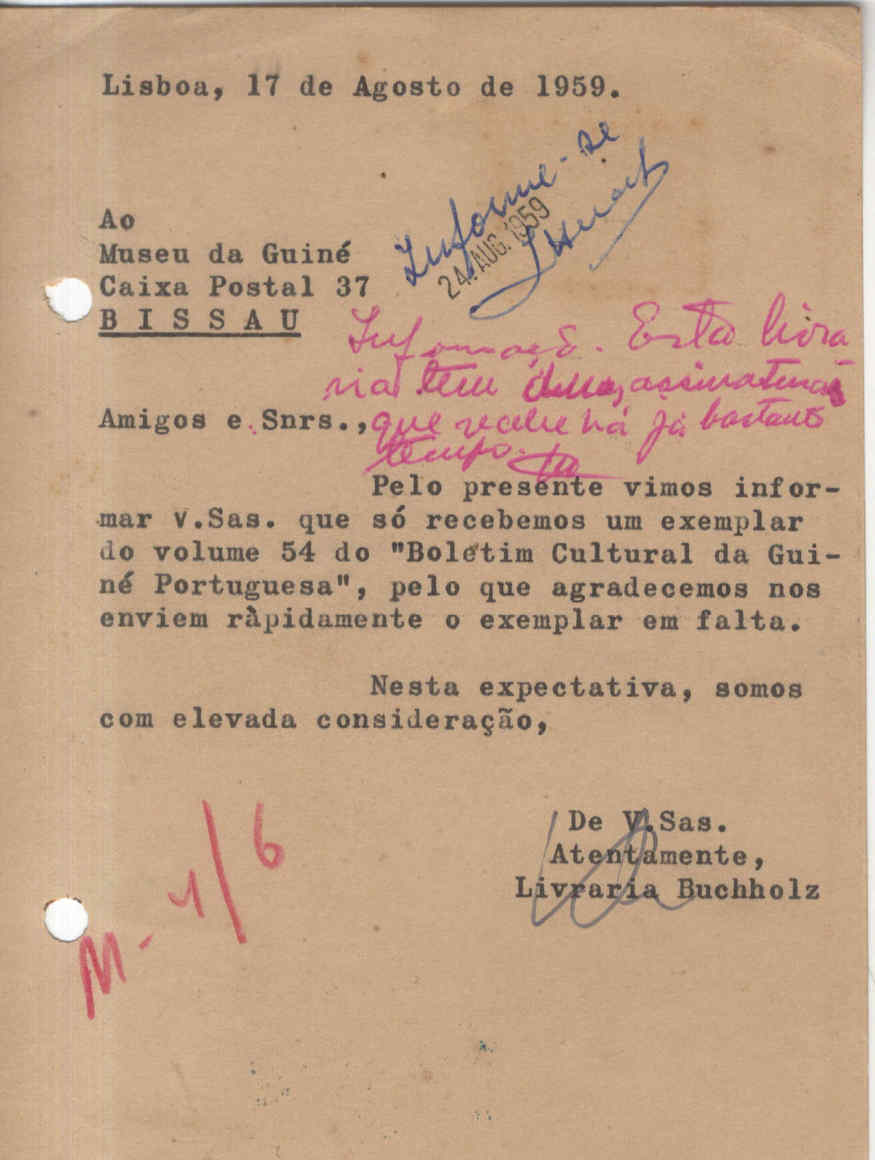 Lisboa, 17 de Agosto de 1959.
Informe-se
24. AUG. 1959
Ao
Museu da Guiné
Caixa Postal 37
B I S S A U
Informação. Esta livra
ria tem duas assinaturas
Amigos e Snrs.,
que recebe há já bastante
tempo.
Pelo presente vimos infor-
mar V.Sas. que só recebemos um exemplar
do volume 54 do "Boletim Cultural da Gui-
né Portuguesa", pelo que agradecemos nos
enviem ràpidamente o exemplar em falta.
Nesta expectativa, somos
com elevada consideração,
De V.Sas.
Atentamente,
Livraria Buchholz
M-4/6